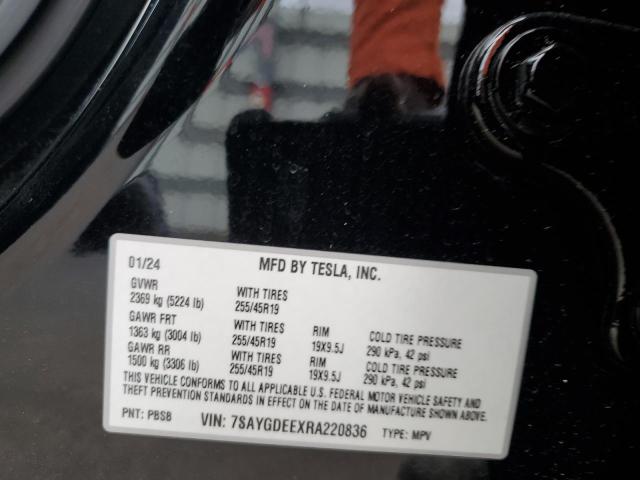 01/24 MFD BY TESLA, INC.
GVWR
2369 kg (5224 lb) WITH TIRES 255/45R19
GAWR FRT
1363 kg (3004 lb) WITH TIRES 255/45R19 RIM 19X9.5J COLD TIRE PRESSURE 290 kPa, 42 psi
GAWR RR
1500 kg (3306 lb) WITH TIRES 255/45R19 RIM 19X9.5J COLD TIRE PRESSURE 290 kPa, 42 psi
THIS VEHICLE CONFORMS TO ALL APPLICABLE U.S. FEDERAL MOTOR VEHICLE SAFETY AND
THEFT PREVENTION STANDARDS IN EFFECT ON THE DATE OF MANUFACTURE SHOWN ABOVE.
PNT: PBSB VIN: 7SAYGDEEXRA220836 TYPE: MPV